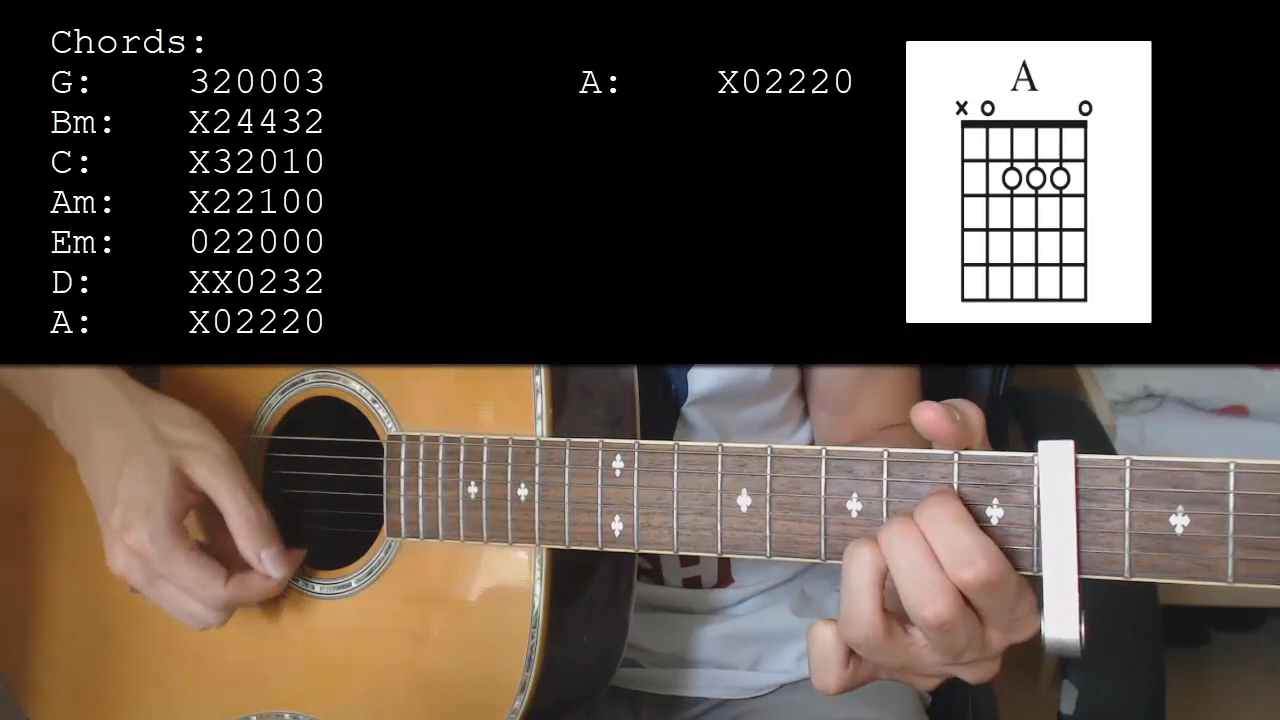 Chords:
G: 320003 A: X02220
Bm: X24432
C: X32010
Am: X22100
Em: 022000
D: XX0232
A: X02220
A
x o o
H